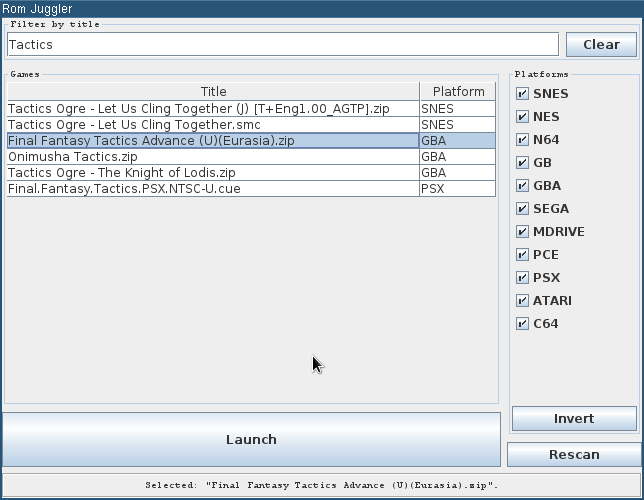 Rom Juggler
Filter by title
Tactics
Clear
Games
Title Platform
Tactics Ogre - Let Us Cling Together (J) [T+Eng1.00_AGTP].zip SNES
Tactics Ogre - Let Us Cling Together.smc SNES
Final Fantasy Tactics Advance (U)(Eurasia).zip GBA
Onimusha Tactics.zip GBA
Tactics Ogre - The Knight of Lodis.zip GBA
Final.Fantasy.Tactics.PSX.NTSC-U.cue PSX
Platforms
SNES
NES
N64
GB
GBA
SEGA
MDRIVE
PCE
PSX
ATARI
C64
Invert
Launch
Rescan
Selected: "Final Fantasy Tactics Advance (U)(Eurasia).zip".